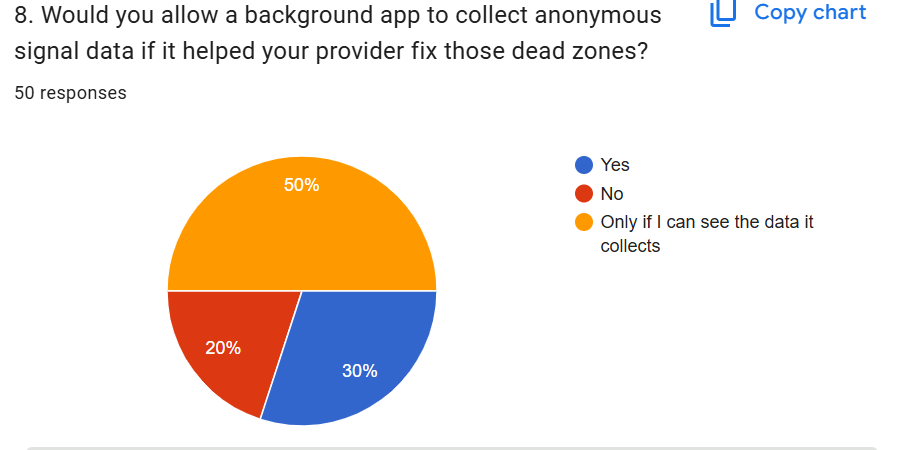 8. Would you allow a background app to collect anonymous
signal data if it helped your provider fix those dead zones?
Copy chart
50 responses
50%
20%
30%
Yes
No
Only if I can see the data it
collects